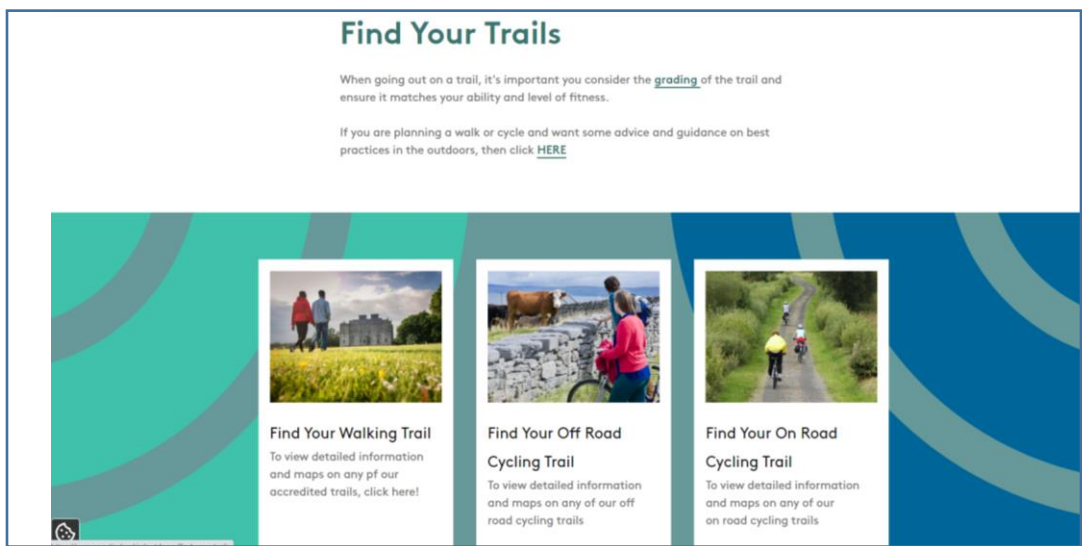 Find Your Trails
When going out on a trail, it's important you consider the grading of the trail and
ensure it matches your ability and level of fitness.
If you are planning a walk or cycle and want some advice and guidance on best
practices in the outdoors, then click HERE
Find Your Walking Trail
To view detailed information
and maps on any pf our
accredited trails, click here!
Find Your Off Road
Cycling Trail
To view detailed information
and maps on any of our off
road cycling trails
Find Your On Road
Cycling Trail
To view detailed information
and maps on any of our
on road cycling trails